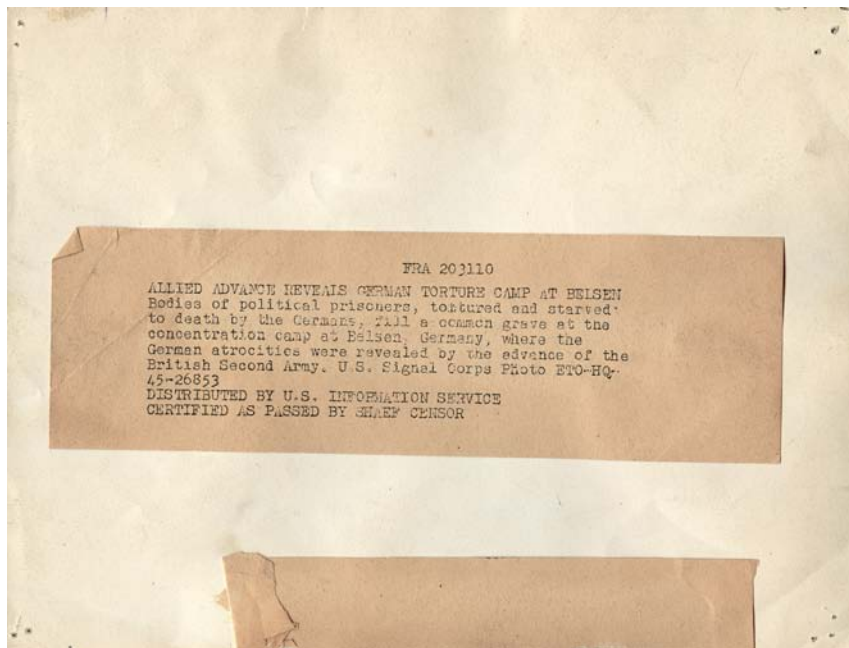 FRA 203110
ALLIED ADVANCE REVEALS GERMAN TORTURE CAMP AT BELSEN
Bodies of political prisoners, tortured and starved
to death by the Germans, fill a common grave at the
concentration camp at Belsen, Germany, where the
German atrocities were revealed by the advance of the
British Second Army. U.S. Signal Corps Photo ETO-HQ-
45-26853
DISTRIBUTED BY U.S. INFORMATION SERVICE
CERTIFIED AS PASSED BY SHAEF CENSOR